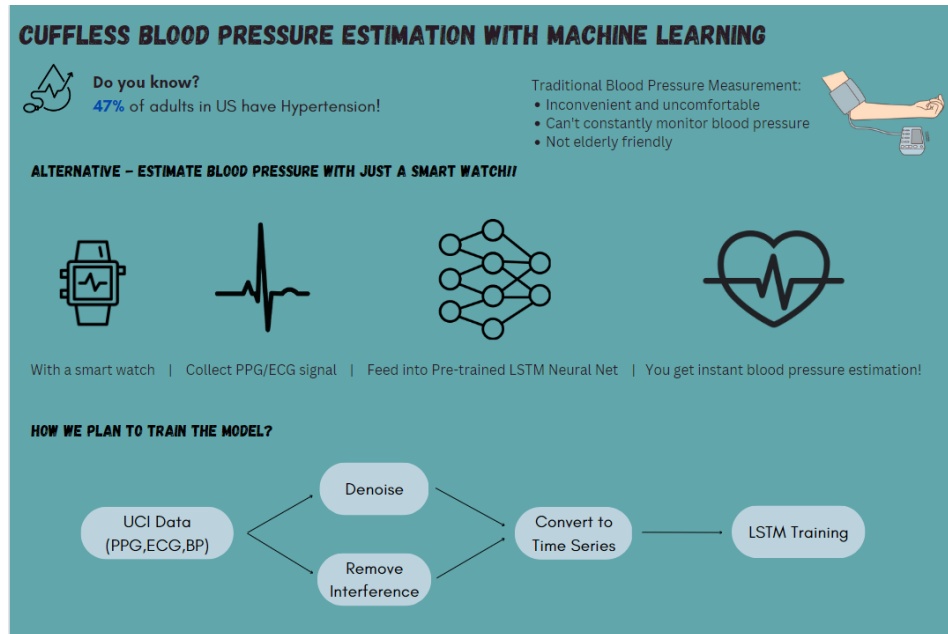 CUFFLESS BLOOD PRESSURE ESTIMATION WITH MACHINE LEARNING
Do you know?
47% of adults in US have Hypertension!
Traditional Blood Pressure Measurement:
• Inconvenient and uncomfortable
• Can't constantly monitor blood pressure
• Not elderly friendly
ALTERNATIVE - ESTIMATE BLOOD PRESSURE WITH JUST A SMART WATCH!!
With a smart watch | Collect PPG/ECG signal | Feed into Pre-trained LSTM Neural Net | You get instant blood pressure estimation!
HOW WE PLAN TO TRAIN THE MODEL?
UCI Data
(PPG,ECG,BP)
Denoise
Remove
Interference
Convert to
Time Series
LSTM Training